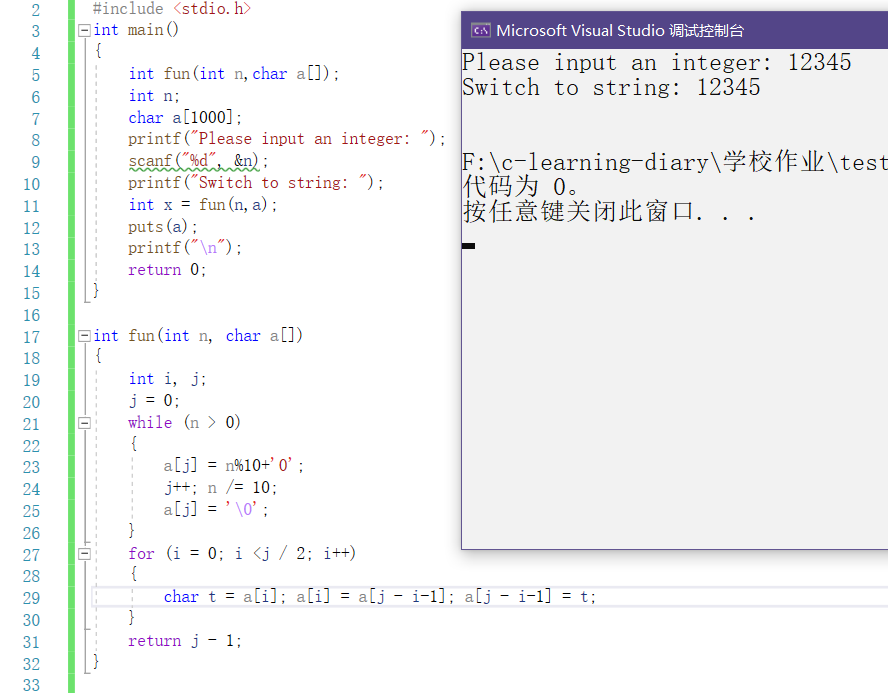 2 #include <stdio.h>
3 int main()
4 {
5 int fun(int n,char a[]);
6 int n;
7 char a[1000];
8 printf("Please input an integer: ");
9 scanf("%d", &n);
10 printf("Switch to string: ");
11 int x = fun(n,a);
12 puts(a);
13 printf("\n");
14 return 0;
15 }
16
17 int fun(int n, char a[])
18 {
19 int i, j;
20 j = 0;
21 while (n > 0)
22 {
23 a[j] = n%10+'0';
24 j++; n /= 10;
25 a[j] = '\0';
26 }
27 for (i = 0; i <j / 2; i++)
28 {
29 char t = a[i]; a[i] = a[j - i-1]; a[j - i-1] = t;
30 }
31 return j - 1;
32 }
33
Microsoft Visual Studio 调试控制台
Please input an integer: 12345
Switch to string: 12345
F:\c-learning-diary\学校作业\test
代码为 0。
按任意键关闭此窗口. . .